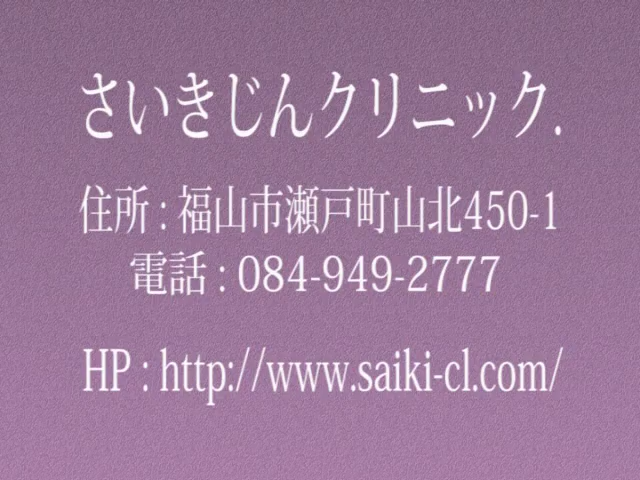 さいきじんクリニック.
住所 : 福山市瀬戸町山北450-1
電話 : 084-949-2777
HP : http://www.saiki-cl.com/